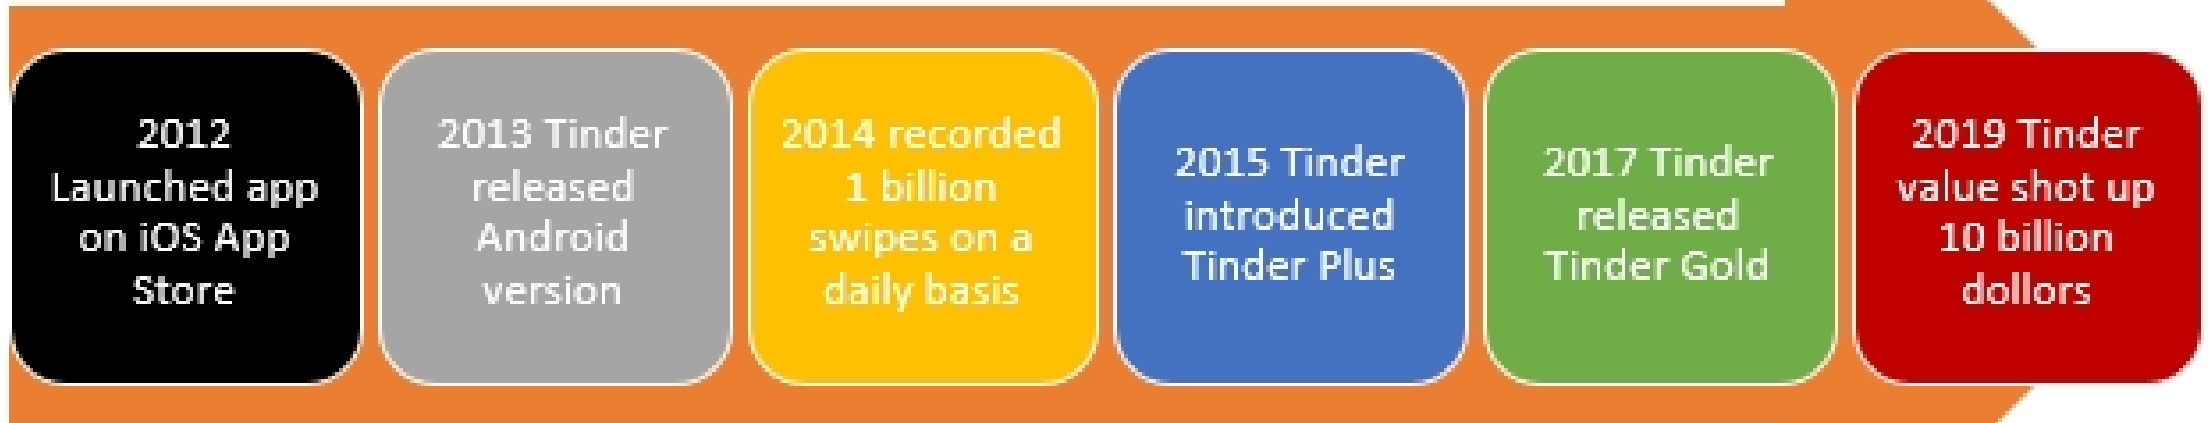 2012
Launched app
on iOS App
Store
2013 Tinder
released
Android
version
2014 recorded
1 billion
swipes on a
daily basis
2015 Tinder
introduced
Tinder Plus
2017 Tinder
released
Tinder Gold
2019 Tinder
value shot up
10 billion
dollors